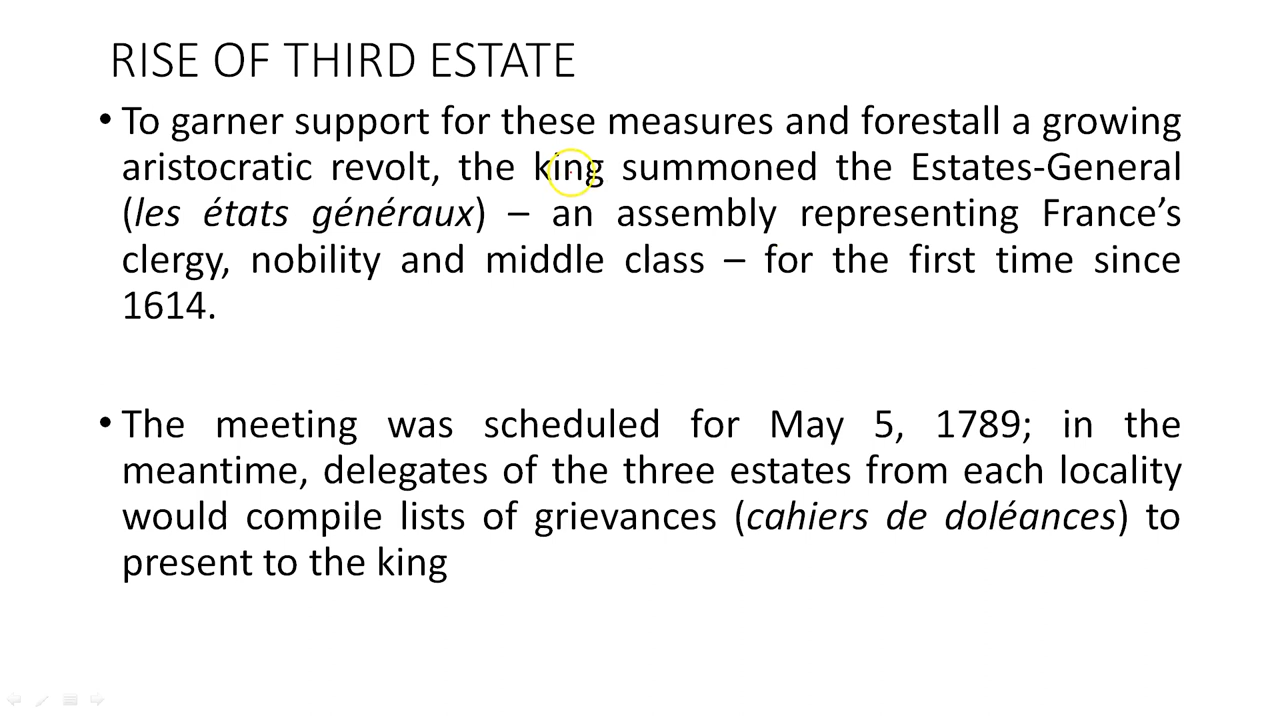 RISE OF THIRD ESTATE
• To garner support for these measures and forestall a growing
aristocratic revolt, the king summoned the Estates-General
(les états généraux) – an assembly representing France’s
clergy, nobility and middle class – for the first time since
1614.
• The meeting was scheduled for May 5, 1789; in the
meantime, delegates of the three estates from each locality
would compile lists of grievances (cahiers de doléances) to
present to the king